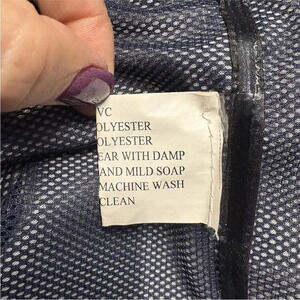 VC
OLYESTER
OLYESTER
EAR WITH DAMP
AND MILD SOAP
MACHINE WASH
CLEAN